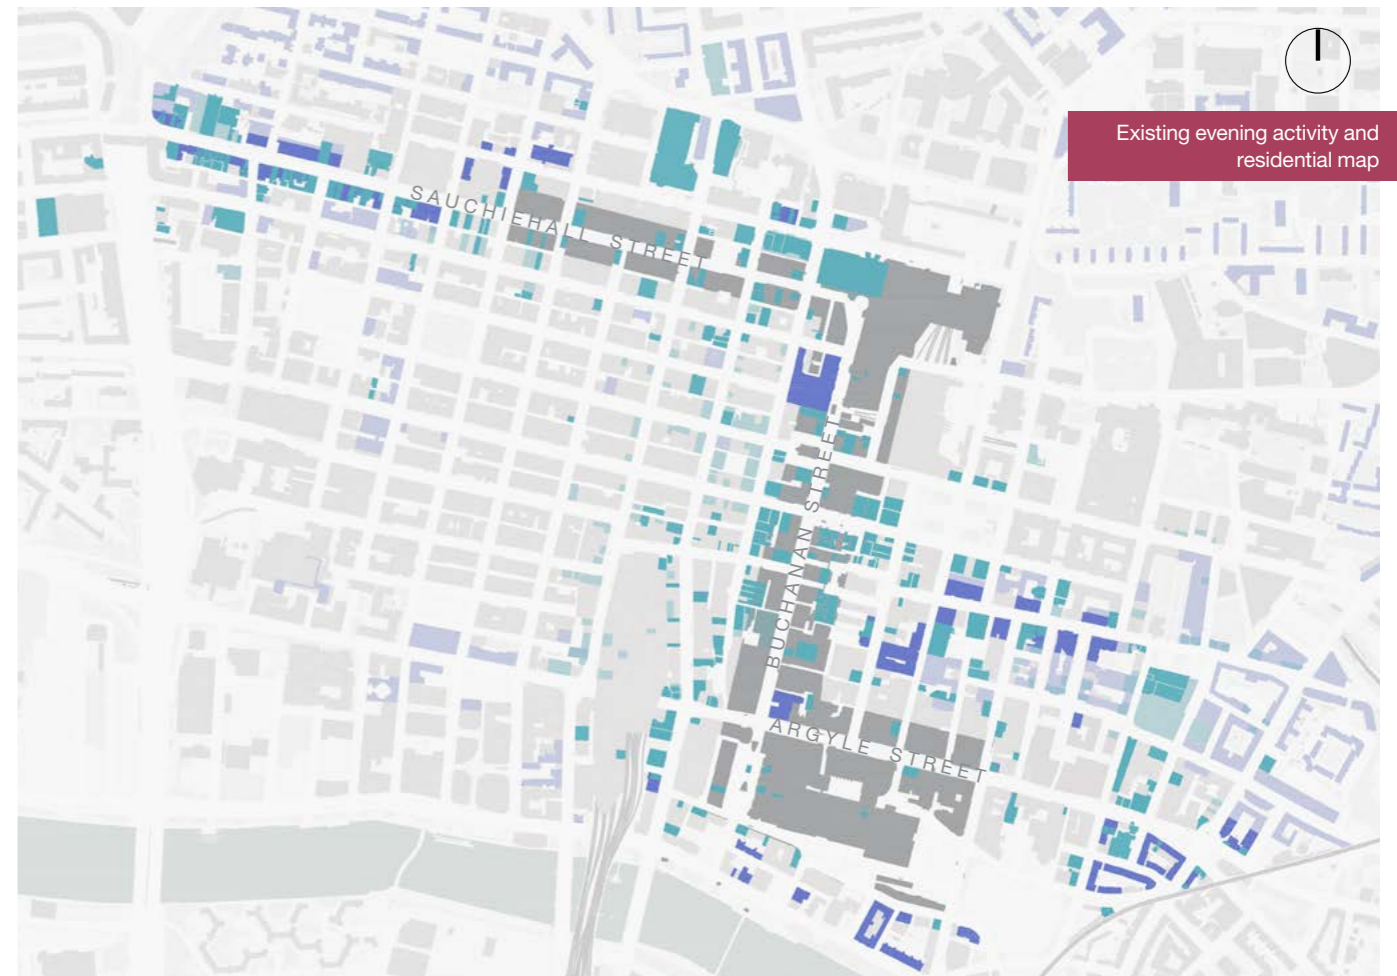 Existing evening activity and
residential map
SAUCHIEHALL STREET
BUCHANAN STREET
ARGYLE STREET